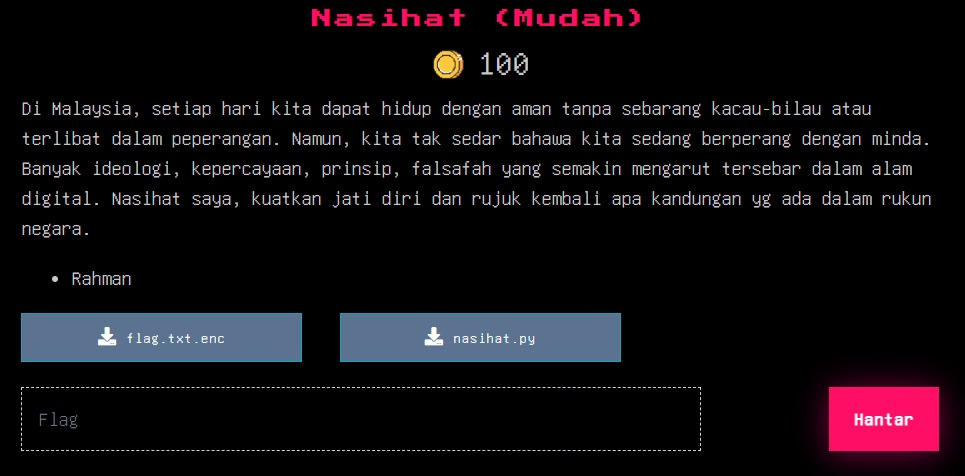 Nasihat (Mudah)
100
Di Malaysia, setiap hari kita dapat hidup dengan aman tanpa sebarang kacau-bilau atau
terlibat dalam peperangan. Namun, kita tak sedar bahawa kita sedang berperang dengan minda.
Banyak ideologi, kepercayaan, prinsip, falsafah yang semakin mengarut tersebar dalam alam
digital. Nasihat saya, kuatkan jati diri dan rujuk kembali apa kandungan yg ada dalam rukun
negara.
• Rahman
flag.txt.enc nasihat.py
Flag Hantar